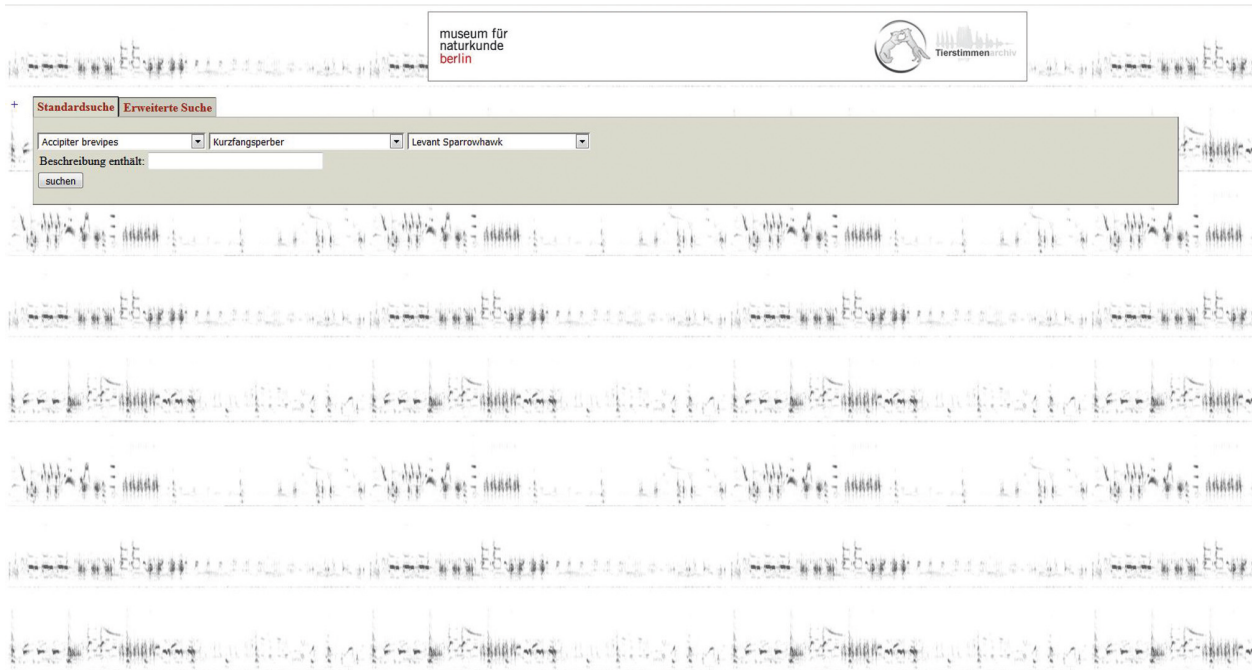 museum für
naturkunde
berlin
Tierstimmenarchiv
+
Standardsuche Erweiterte Suche
Accipiter brevipes Kurzfangsperber Levant Sparrowhawk
Beschreibung enthält:
suchen